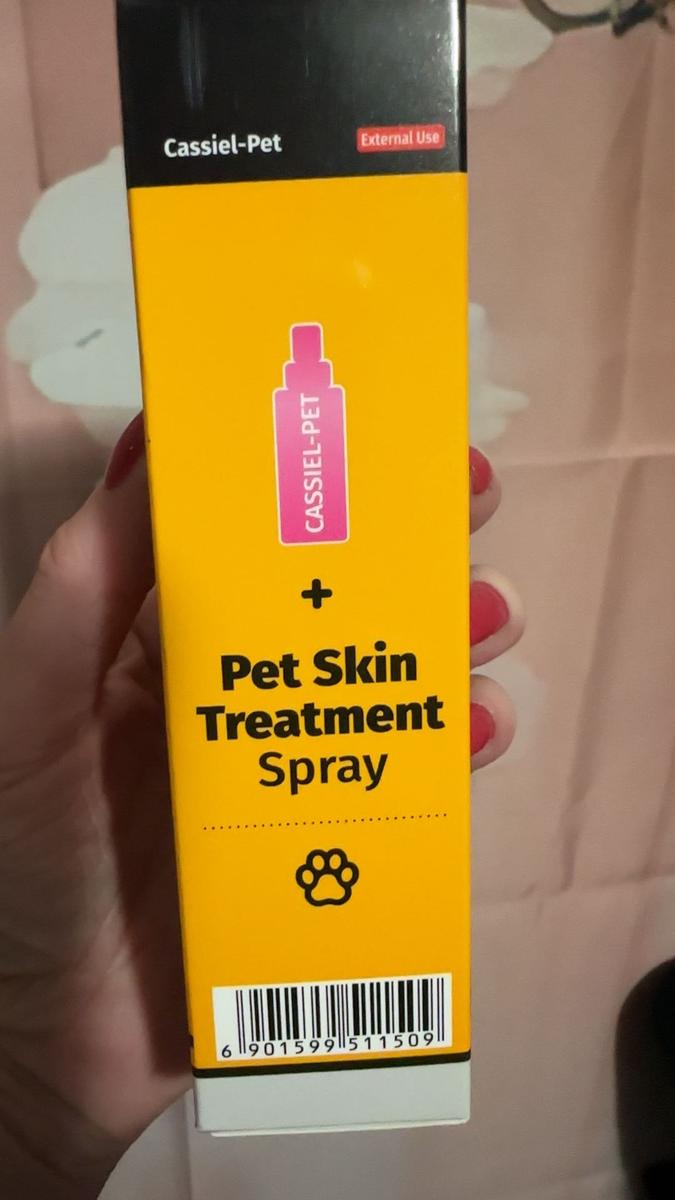 Cassiel-Pet
External Use
CASSIEL-PET
+
Pet Skin
Treatment
Spray
6 901599 511509